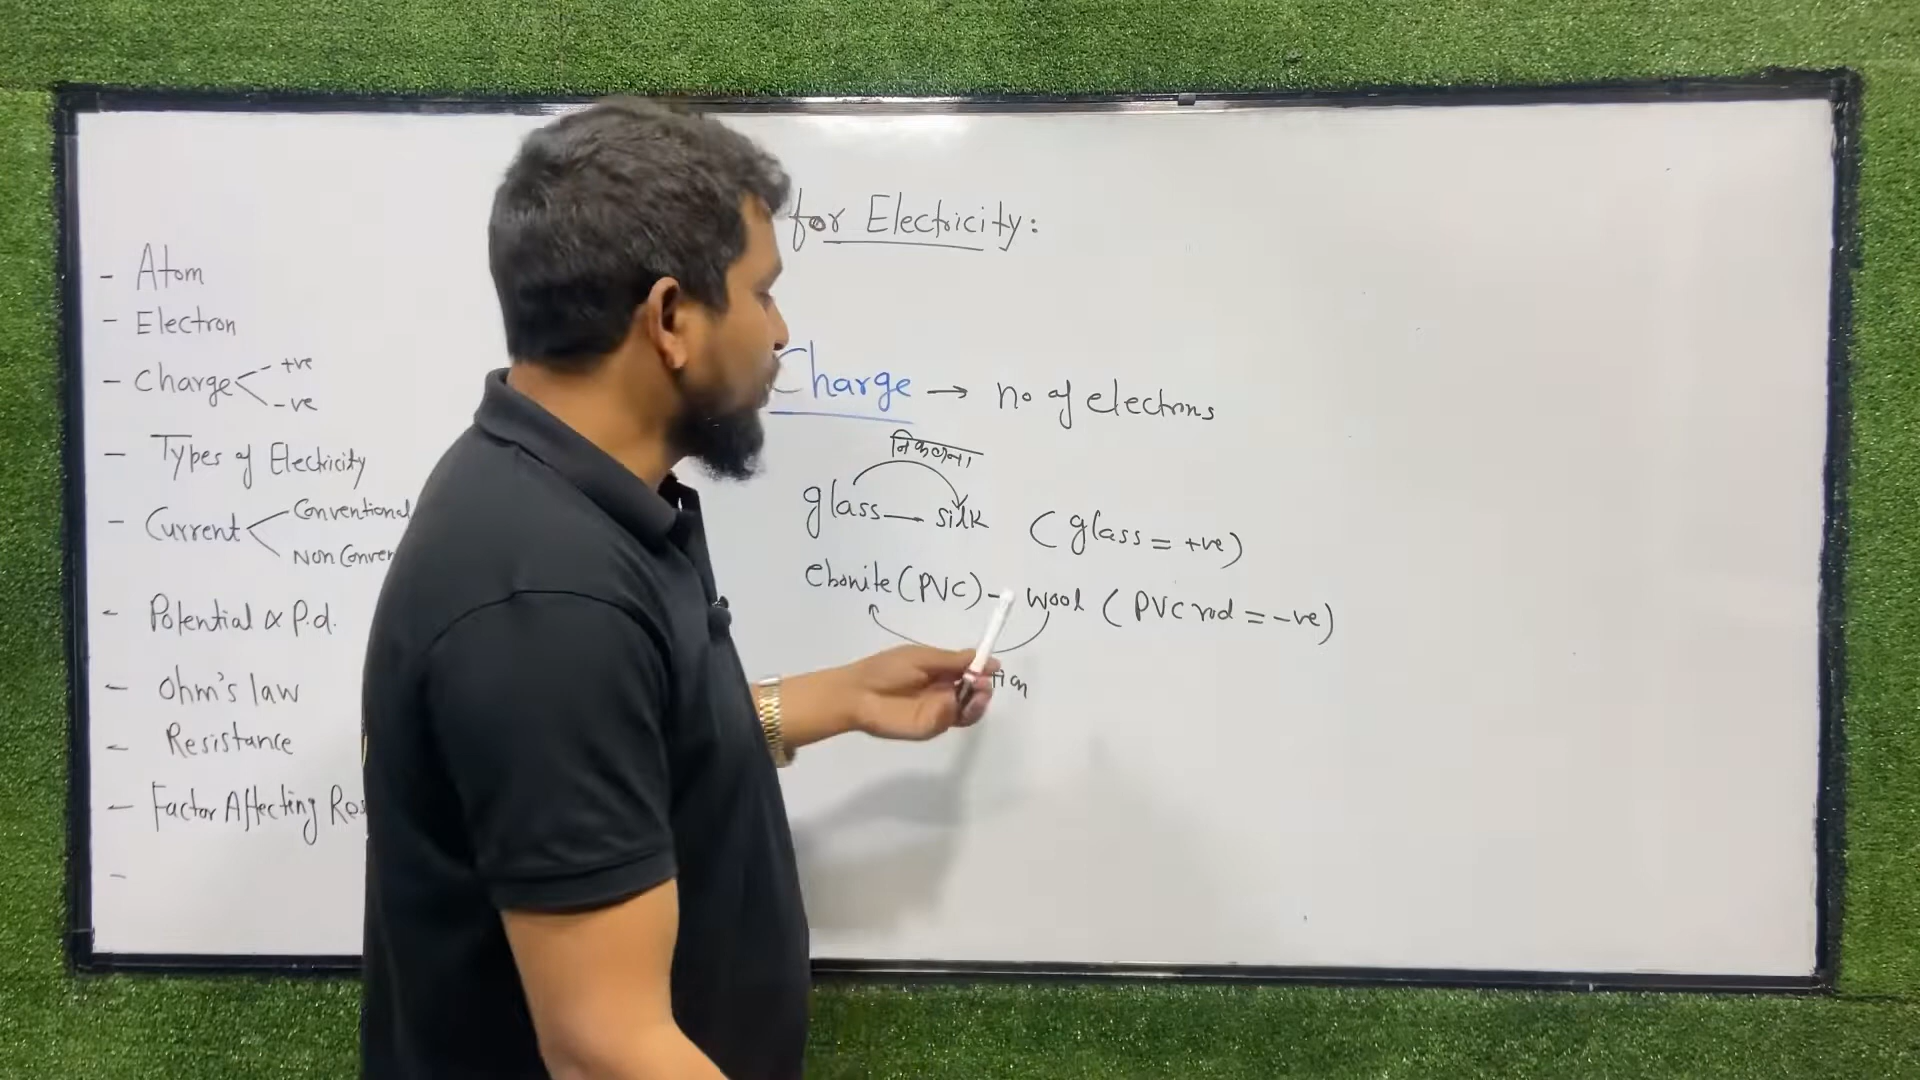 for Electricity:
- Atom
- Electron
- Charge +ve -ve
- Types of Electricity
- Current Conventional
Non Conver
- Potential & P.d.
- Ohm's law
- Resistance
- Factor Affecting Res
-
Charge → no of electrons
निकलना
glass — silk (glass = +ve)
ebonite (PVC) - wool (PVC rod = -ve)